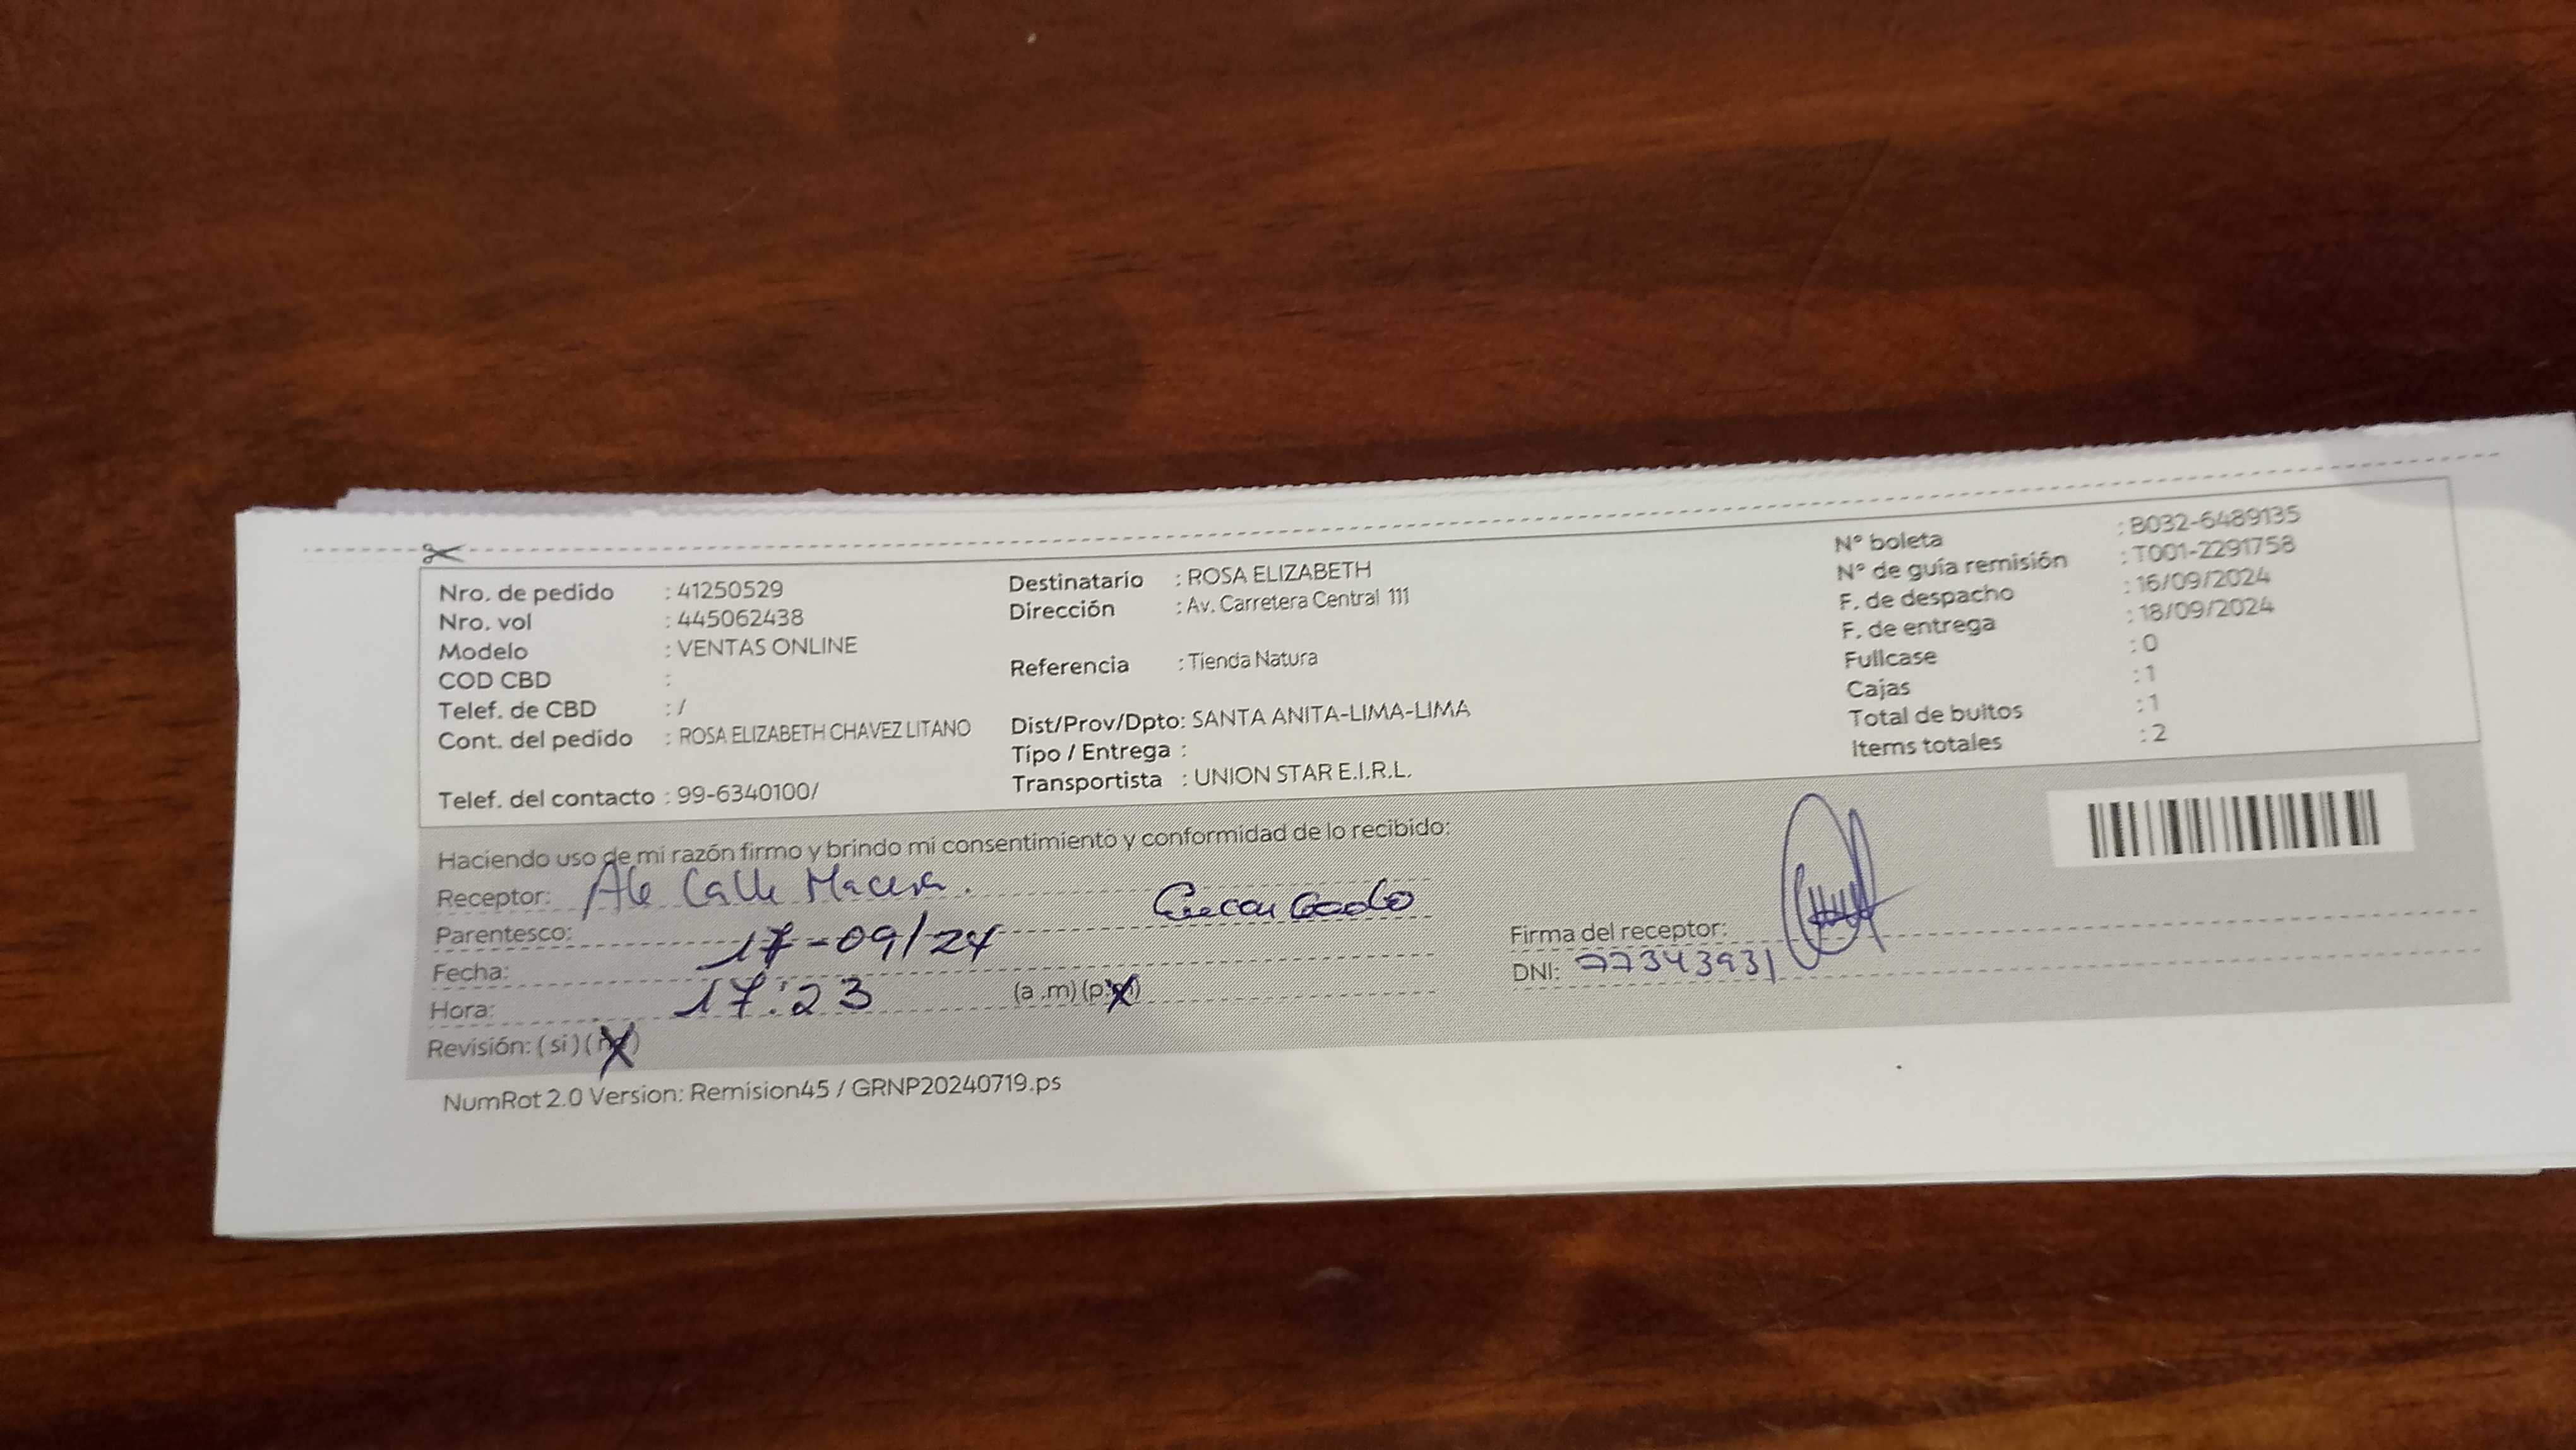 Nro. de pedido : 41250529
Nro. vol : 445062438
Modelo : VENTAS ONLINE
COD CBD :
Telef. de CBD : /
Cont. del pedido : ROSA ELIZABETH CHAVEZ LITANO
Telef. del contacto : 99-6340100/
Destinatario : ROSA ELIZABETH
Dirección : Av. Carretera Central 111
Referencia : Tienda Natura
Dist/Prov/Dpto: SANTA ANITA-LIMA-LIMA
Tipo / Entrega :
Transportista : UNION STAR E.I.R.L.
N° boleta : B032-6489135
N° de guía remisión : T001-2291758
F. de despacho : 16/09/2024
F. de entrega : 18/09/2024
Fullcase : 0
Cajas : 1
Total de bultos : 1
Items totales : 2
Haciendo uso de mi razón firmo y brindo mi consentimiento y conformidad de lo recibido:
Receptor: Ale Calle
Parentesco: Encargado
Fecha: 17-09/24
Hora: 17:23 (a .m) (p.m)
Revisión: (si) (no)
Firma del receptor:
DNI: 77343931
NumRot 2.0 Version: Remision45 / GRNP20240719.ps